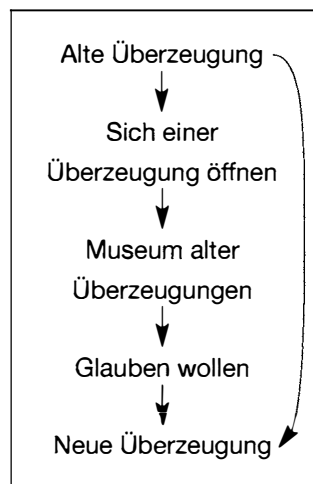 Alte Überzeugung
Sich einer
Überzeugung öffnen
Museum alter
Überzeugungen
Glauben wollen
Neue Überzeugung